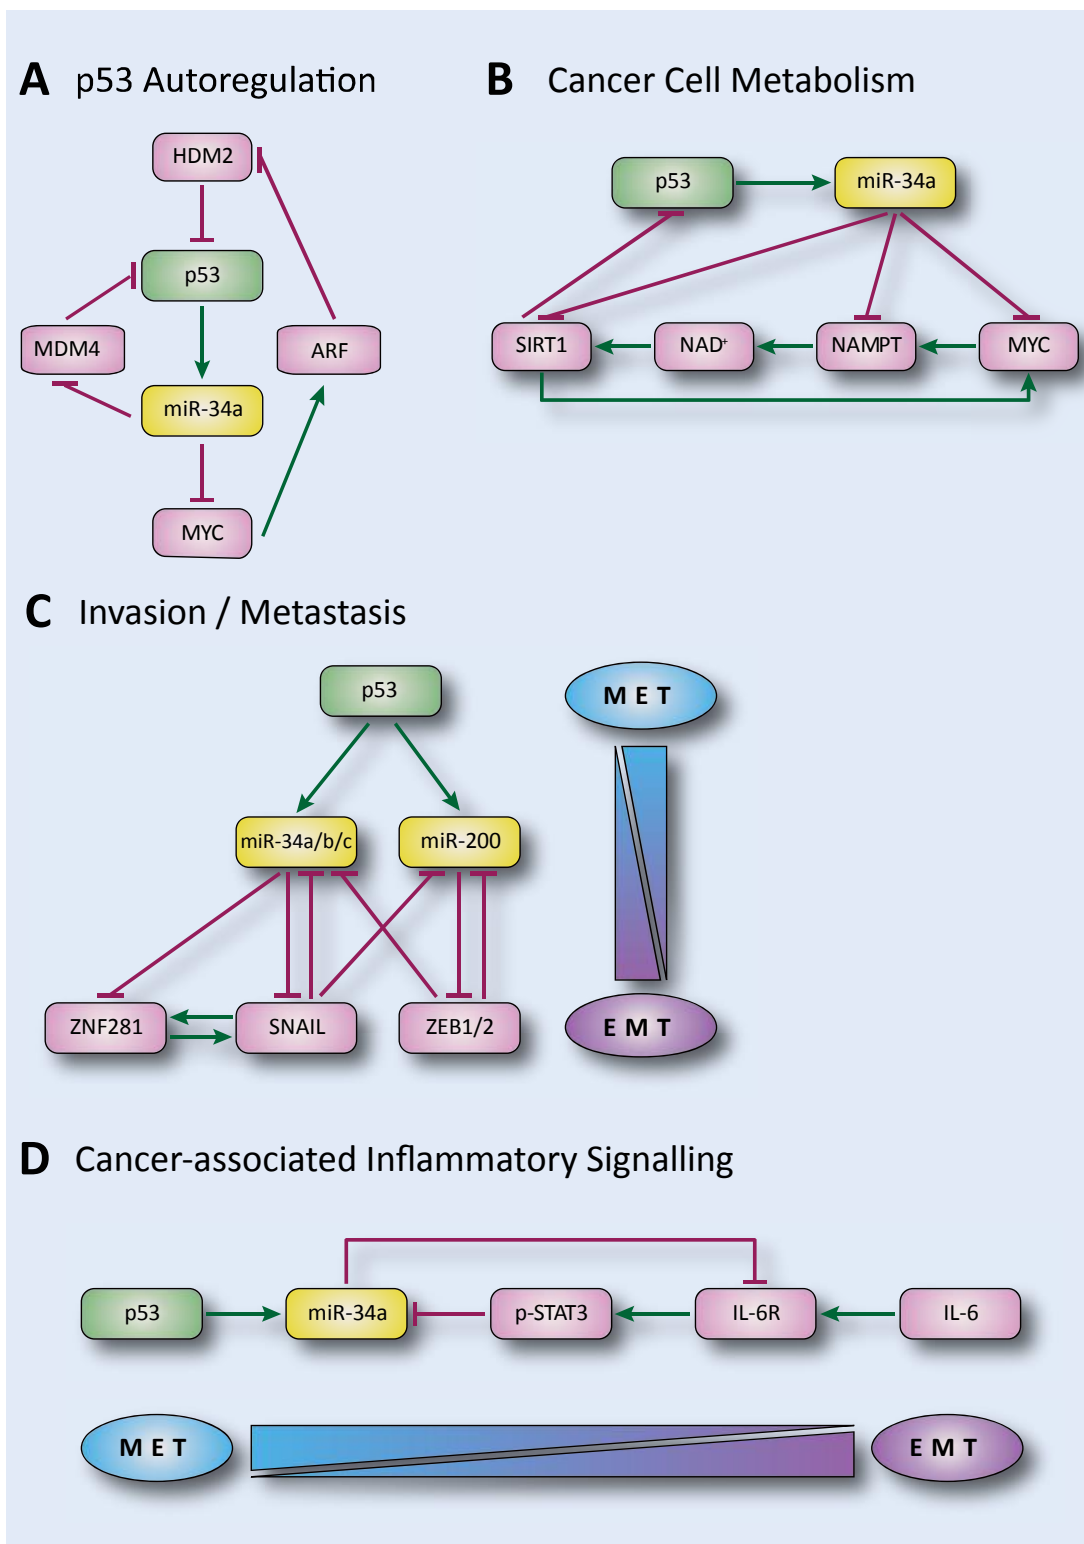 A p53 Autoregulation
HDM2
p53
MDM4
ARF
miR-34a
MYC
B Cancer Cell Metabolism
p53
miR-34a
SIRT1
NAD+
NAMPT
MYC
C Invasion / Metastasis
p53
MET
miR-34a/b/c
miR-200
ZNF281
SNAIL
ZEB1/2
EMT
D Cancer-associated Inflammatory Signalling
p53
miR-34a
p-STAT3
IL-6R
IL-6
MET
EMT